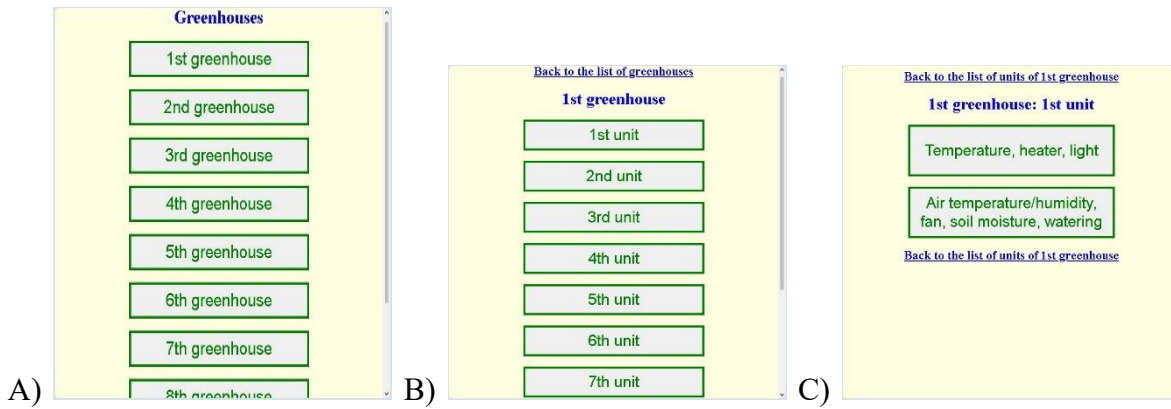 Greenhouses
1st greenhouse
2nd greenhouse
3rd greenhouse
4th greenhouse
5th greenhouse
6th greenhouse
7th greenhouse
8th greenhouse
A)
Back to the list of greenhouses
1st greenhouse
1st unit
2nd unit
3rd unit
4th unit
5th unit
6th unit
7th unit
B)
Back to the list of units of 1st greenhouse
1st greenhouse: 1st unit
Temperature, heater, light
Air temperature/humidity,
fan, soil moisture, watering
Back to the list of units of 1st greenhouse
C)